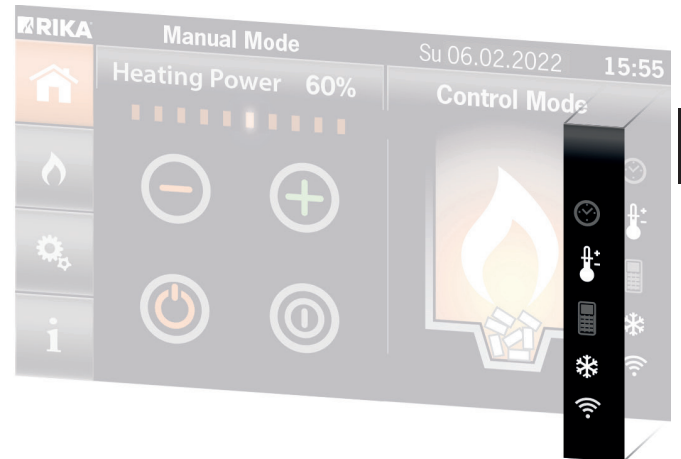 RIKA
Manual Mode
Su 06.02.2022
15:55
Heating Power 60%
Control Mode
i